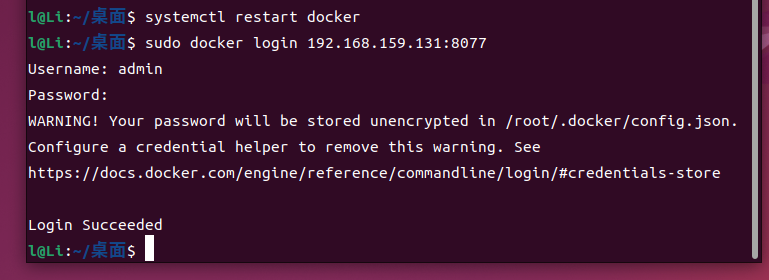 l@Li:~/桌面$ systemctl restart docker
l@Li:~/桌面$ sudo docker login 192.168.159.131:8077
Username: admin
Password:
WARNING! Your password will be stored unencrypted in /root/.docker/config.json.
Configure a credential helper to remove this warning. See
https://docs.docker.com/engine/reference/commandline/login/#credentials-store
Login Succeeded
l@Li:~/桌面$